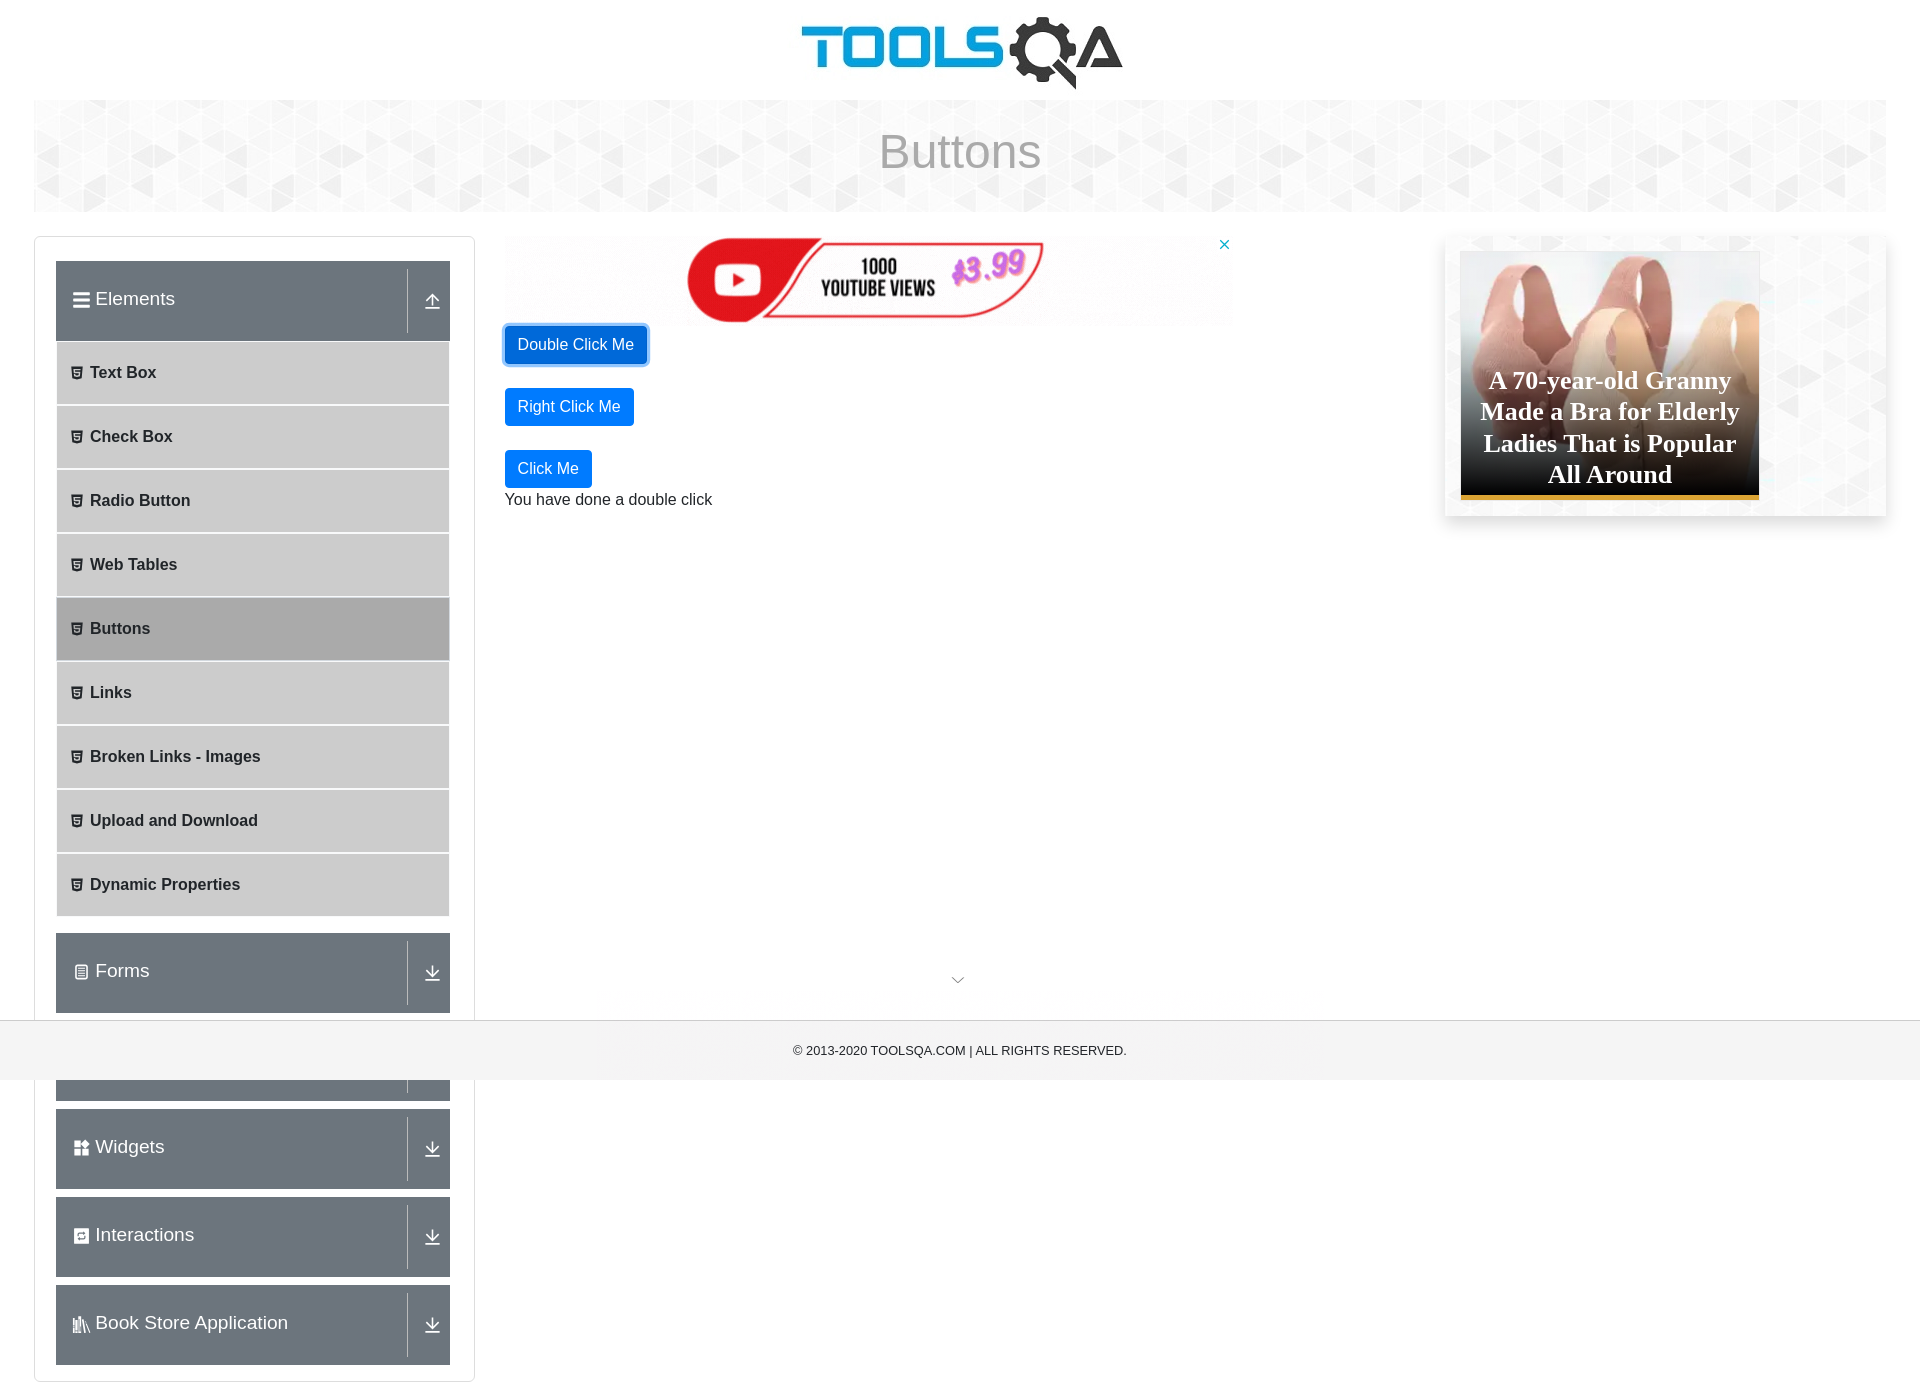 TOOLSQA
Buttons
Elements
Text Box
Check Box
Radio Button
Web Tables
Buttons
Links
Broken Links - Images
Upload and Download
Dynamic Properties
Forms
Widgets
Interactions
Book Store Application
1000
YOUTUBE VIEWS
$3.99
Double Click Me
Right Click Me
Click Me
You have done a double click
A 70-year-old Granny
Made a Bra for Elderly
Ladies That is Popular
All Around
© 2013-2020 TOOLSQA.COM | ALL RIGHTS RESERVED.